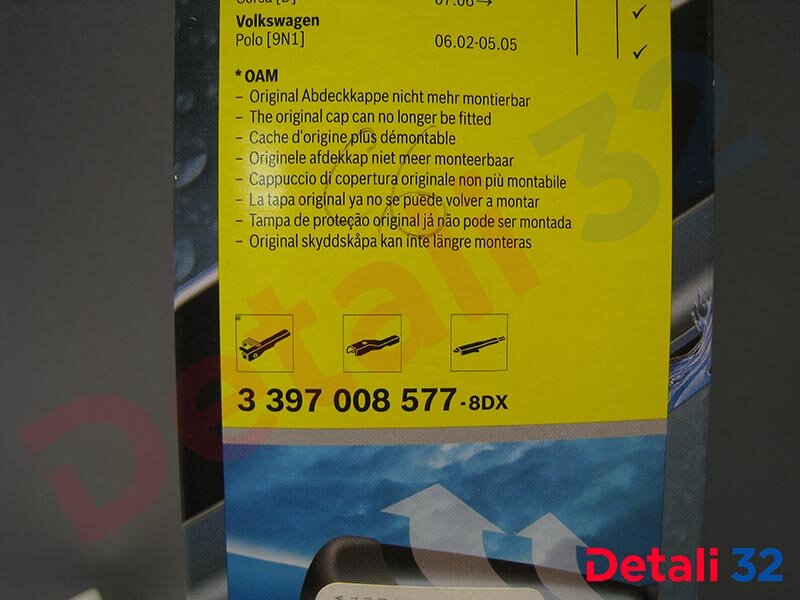 Corsa [D] 07.06→ ✓
Volkswagen
Polo [9N1] 06.02-05.05 ✓
* OAM
– Original Abdeckkappe nicht mehr montierbar
– The original cap can no longer be fitted
– Cache d'origine plus démontable
– Originele afdekkap niet meer monteerbaar
– Cappuccio di copertura originale non più montabile
– La tapa original ya no se puede volver a montar
– Tampa de proteção original já não pode ser montada
– Original skyddskåpa kan inte längre monteras
3 397 008 577-8DX
Detali 32
Detali 32